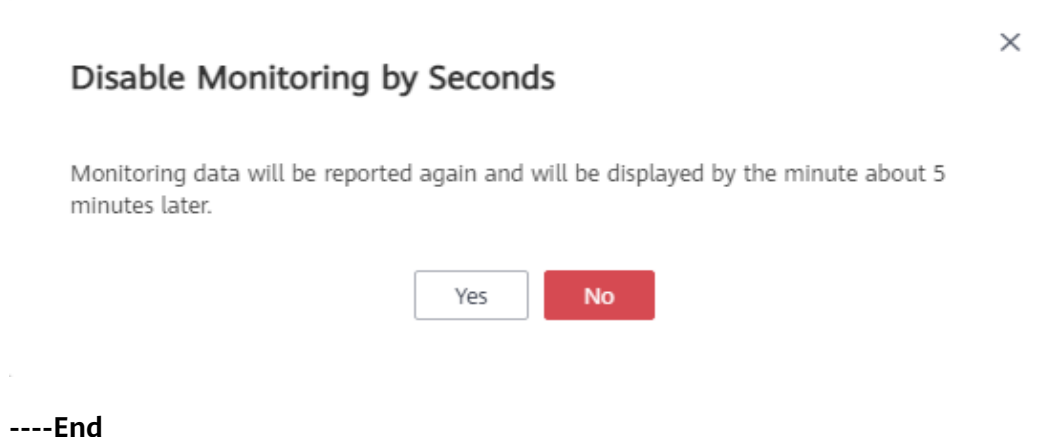 Disable Monitoring by Seconds
Monitoring data will be reported again and will be displayed by the minute about 5
minutes later.
Yes
No
----End